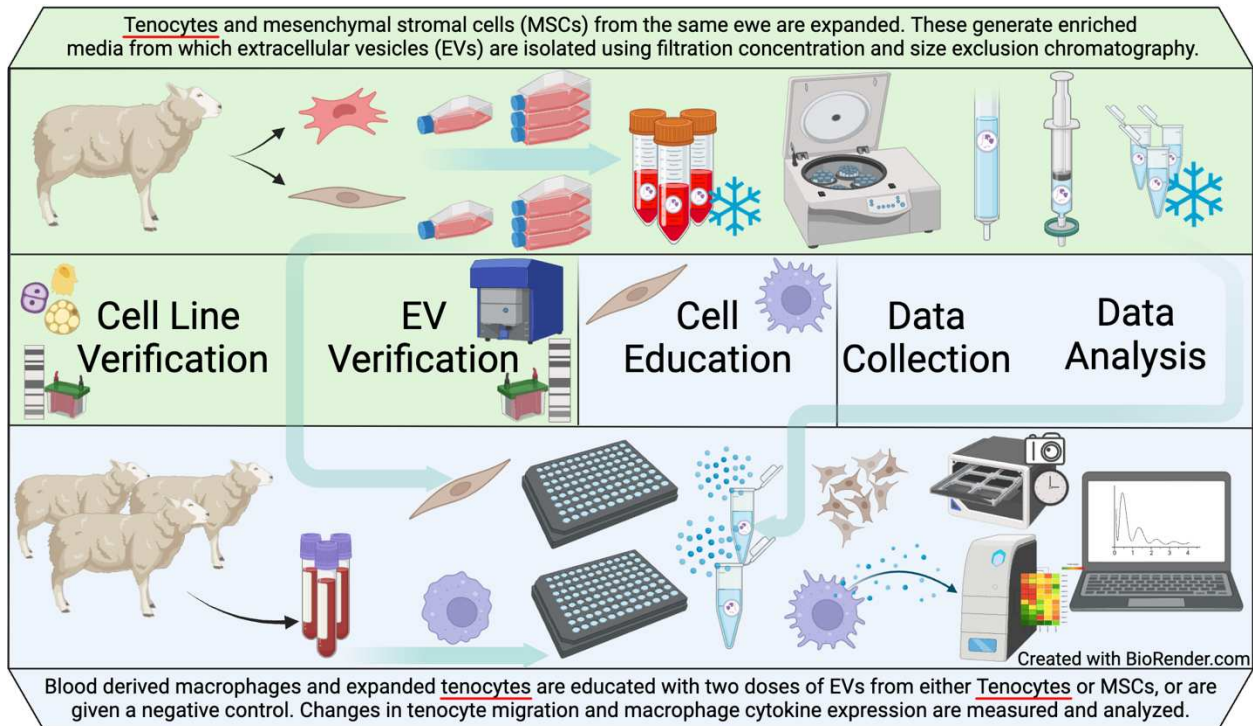 Tenocytes and mesenchymal stromal cells (MSCs) from the same ewe are expanded. These generate enriched
media from which extracellular vesicles (EVs) are isolated using filtration concentration and size exclusion chromatography.
Cell Line
Verification
EV
Verification
Cell
Education
Data
Collection
Data
Analysis
0 1 2 3 4
Created with BioRender.com
Blood derived macrophages and expanded tenocytes are educated with two doses of EVs from either Tenocytes or MSCs, or are
given a negative control. Changes in tenocyte migration and macrophage cytokine expression are measured and analyzed.